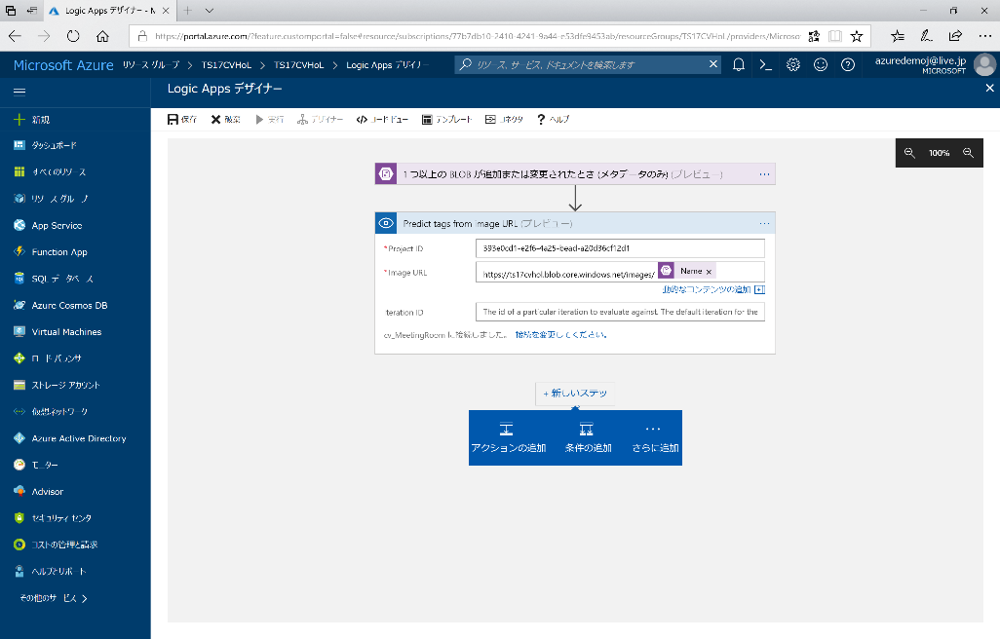 Logic Apps デザイナー - M
https://portal.azure.com/?feature.customportal=false#resource/subscriptions/77b7db10-2410-4241-9a44-e53dfe9453ab/resourceGroups/TS17CVHoL/providers/Microso
Microsoft Azure リソース グループ > TS17CVHoL > TS17CVHoL > Logic Apps デザイナー
リソース、サービス、ドキュメントを検索します
azuredemoj@live.jp
MICROSOFT
Logic Apps デザイナー
保存 破棄 実行 デザイナー コード ビュー テンプレート コネクタ ヘルプ
新規
ダッシュボード
すべてのリソース
リソース グループ
App Service
Function App
SQL データベース
Azure Cosmos DB
Virtual Machines
ロード バランサー
ストレージ アカウント
仮想ネットワーク
Azure Active Directory
モニター
Advisor
セキュリティ センター
コストの管理と請求
ヘルプとサポート
その他のサービス >
100%
1 つ以上の BLOB が追加または変更されたとき (メタデータのみ) (プレビュー)
Predict tags from image URL (プレビュー)
*Project ID
393e0cd1-e2f6-4a25-bead-a20d36cf12d1
*Image URL
https://ts17cvhol.blob.core.windows.net/images/ Name ×
動的なコンテンツの追加
Iteration ID
The id of a particular iteration to evaluate against. The default iteration for the
cv_MeetingRoom に接続しました。 接続を変更してください。
+ 新しいステッ
アクションの追加 条件の追加 さらに追加